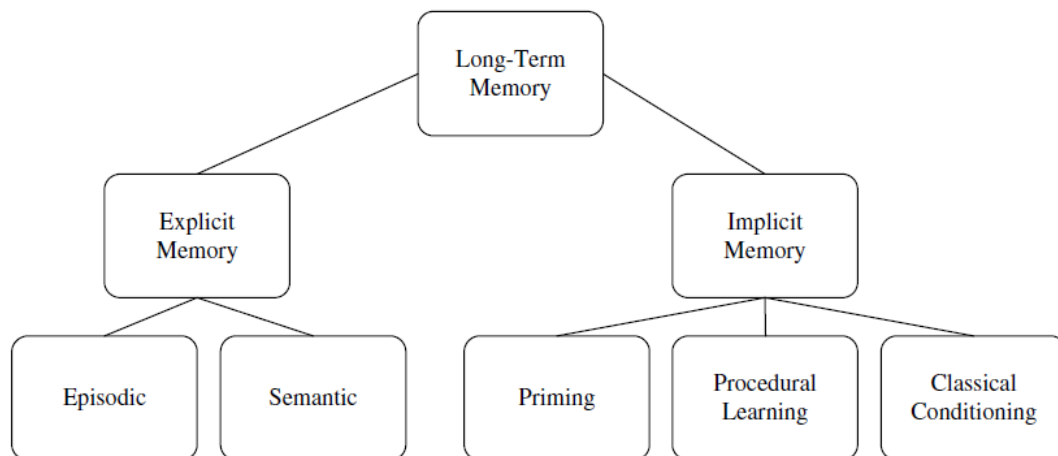 Long-Term
Memory
Explicit
Memory
Implicit
Memory
Episodic
Semantic
Priming
Procedural
Learning
Classical
Conditioning